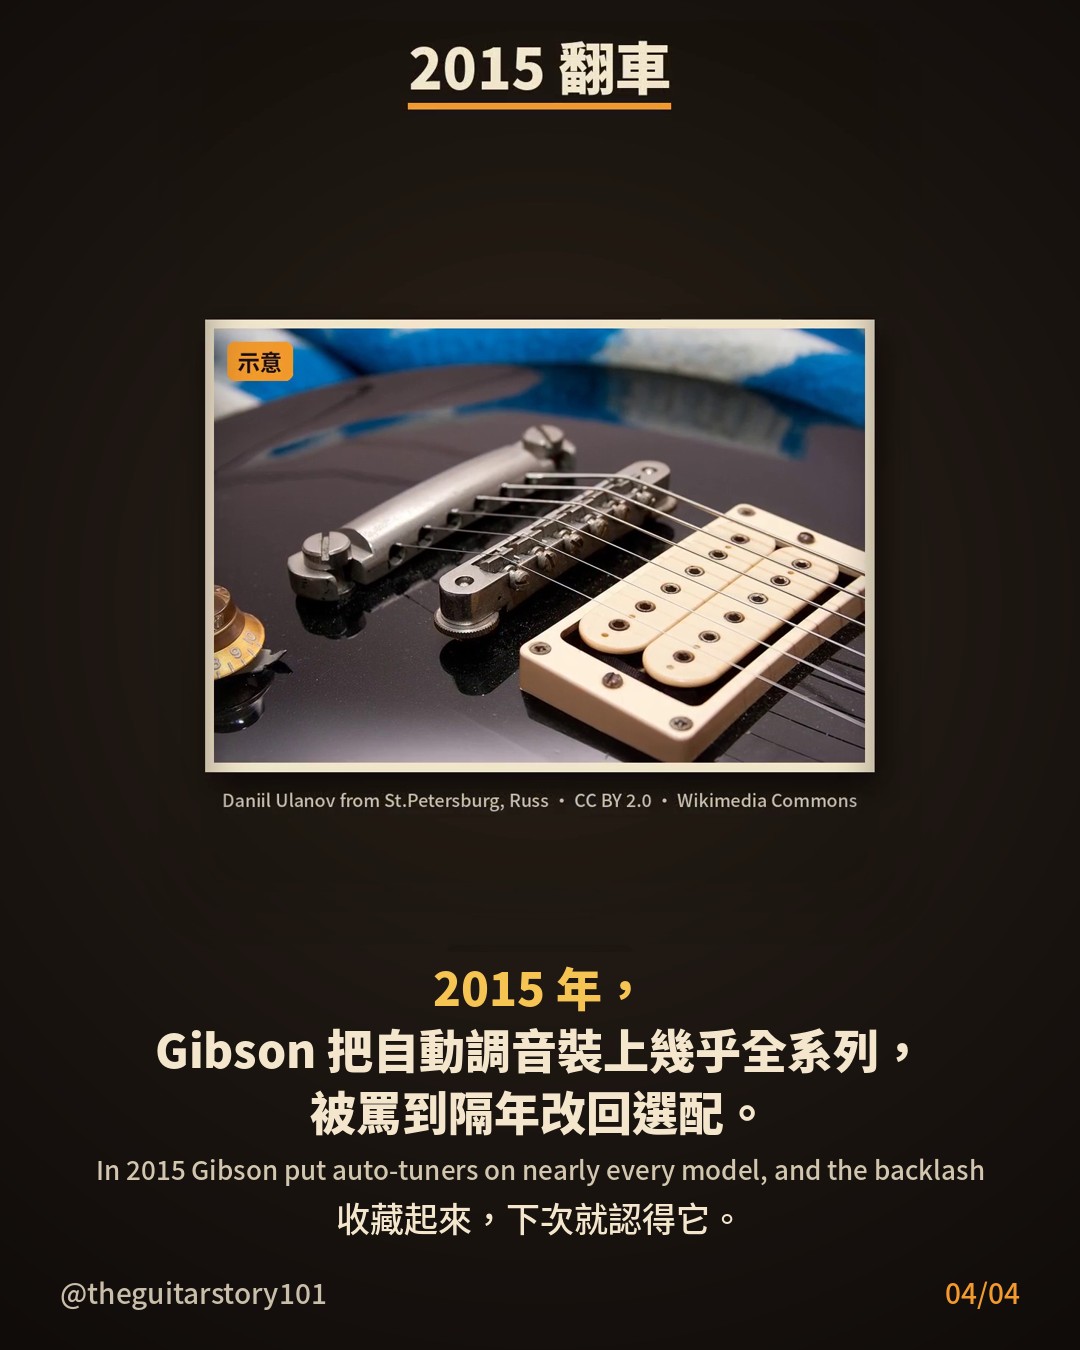 2015 翻車
示意
Daniil Ulanov from St.Petersburg, Russ • CC BY 2.0 • Wikimedia Commons
2015 年，
Gibson 把自動調音裝上幾乎全系列，
被罵到隔年改回選配。
In 2015 Gibson put auto-tuners on nearly every model, and the backlash
收藏起來，下次就認得它。
@theguitarstory101
04/04